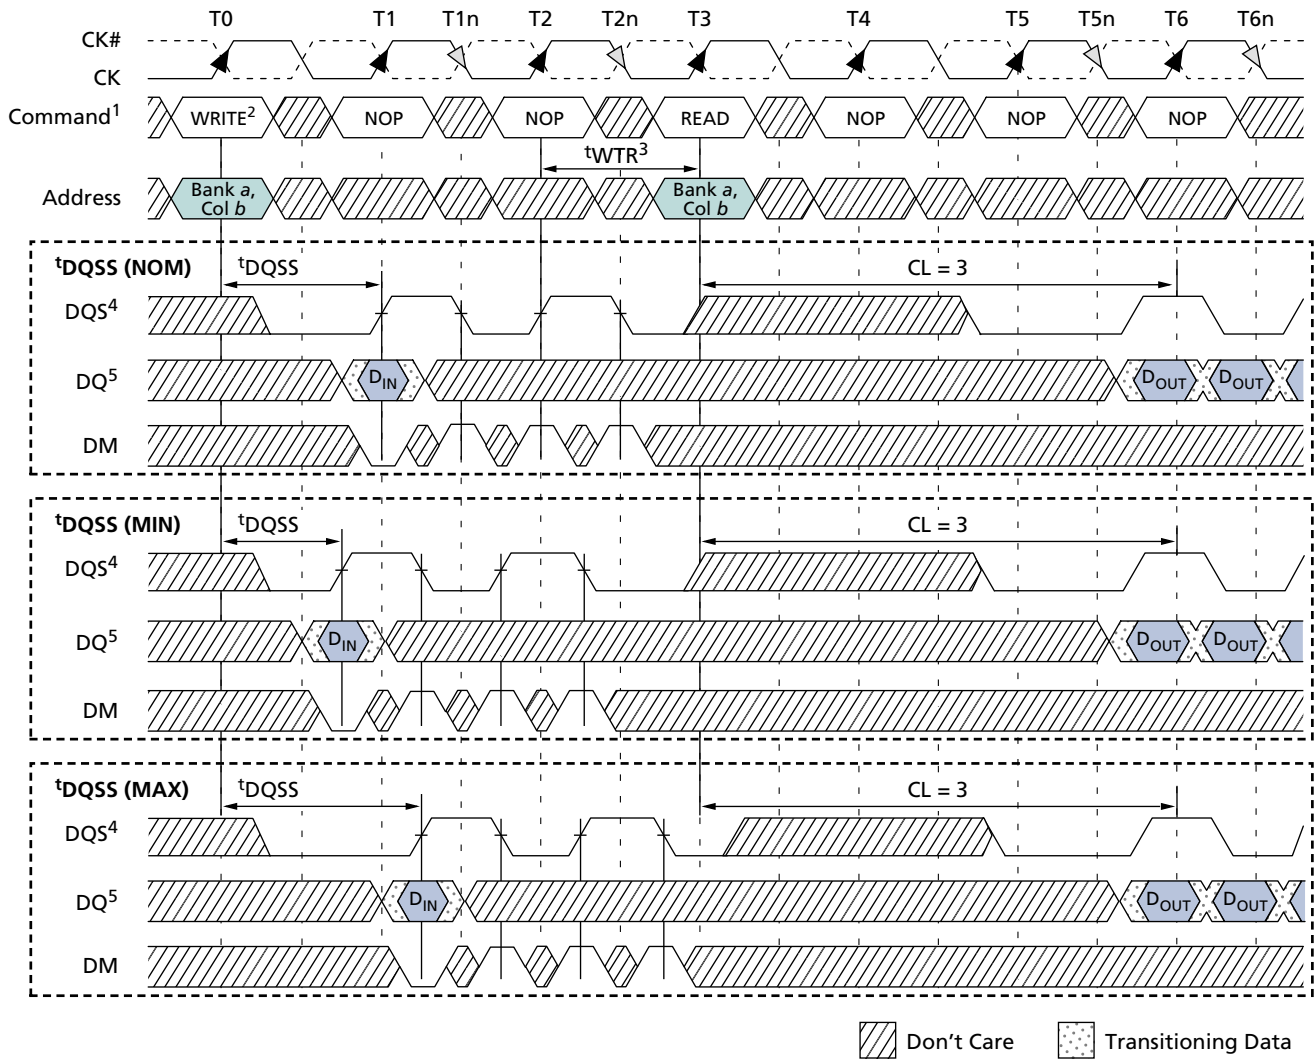 T0 T1 T1n T2 T2n T3 T4 T5 T5n T6 T6n
CK#
CK
Command1 WRITE2 NOP NOP READ NOP NOP NOP
tWTR3
Address Bank a, Col b Bank a, Col b
tDQSS (NOM) tDQSS CL = 3
DQS4
DQ5 DIN DOUT DOUT
DM
tDQSS (MIN) tDQSS CL = 3
DQS4
DQ5 DIN DOUT DOUT
DM
tDQSS (MAX) tDQSS CL = 3
DQS4
DQ5 DIN DOUT DOUT
DM
Don't Care Transitioning Data